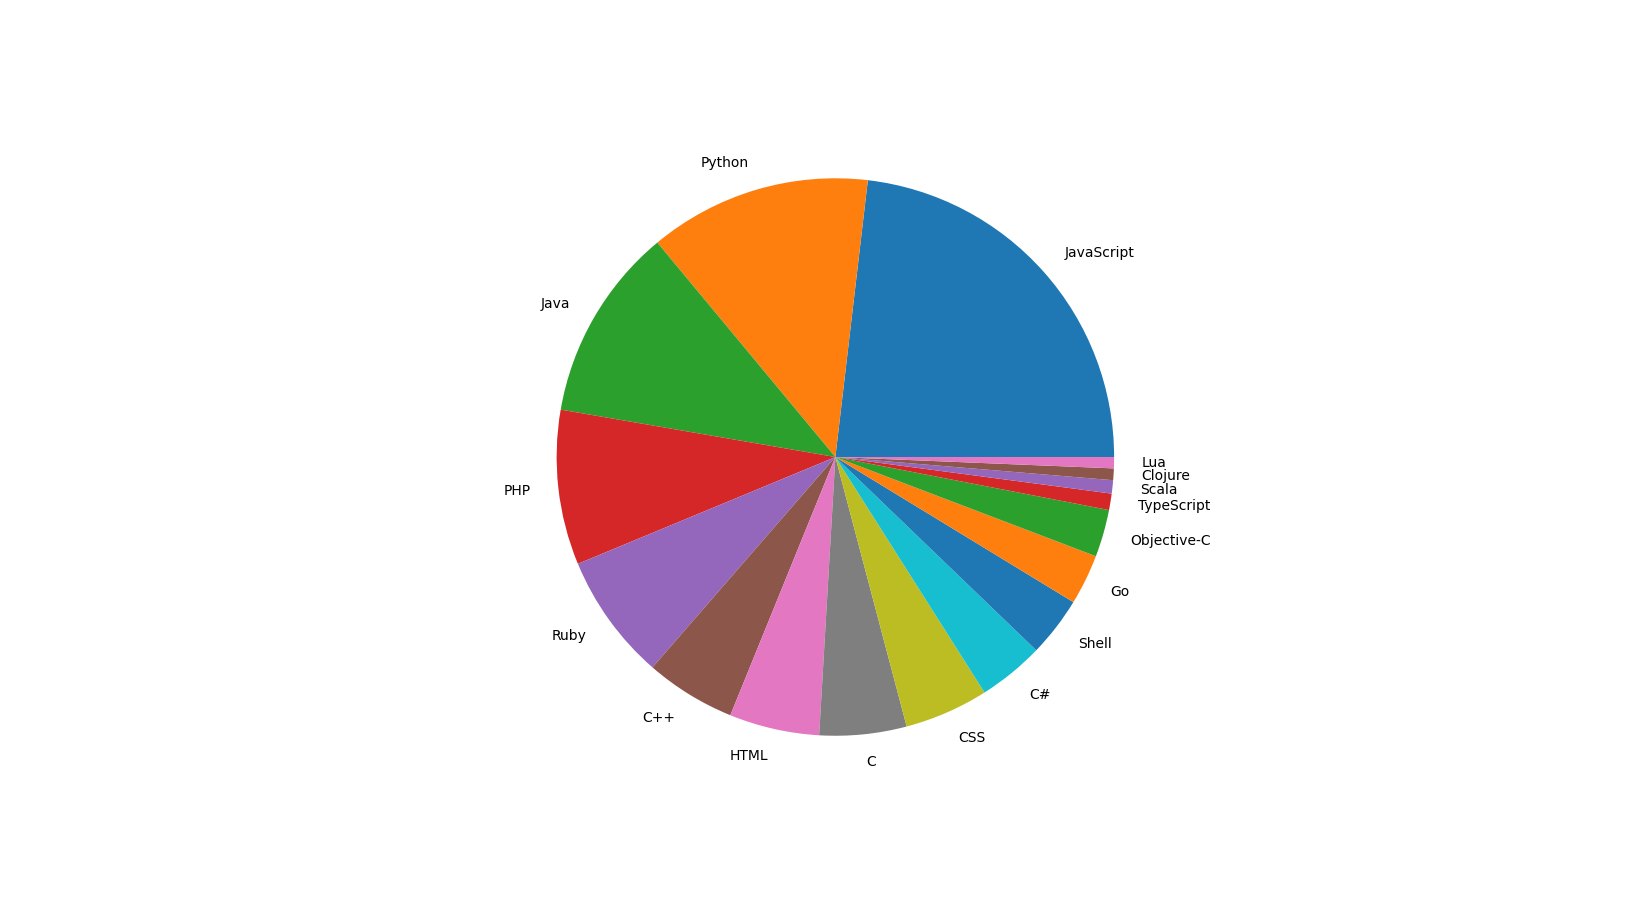 Python
JavaScript
Java
Lua
Clojure
Scala
PHP
TypeScript
Objective-C
Go
Ruby
Shell
C#
C++
CSS
HTML
C